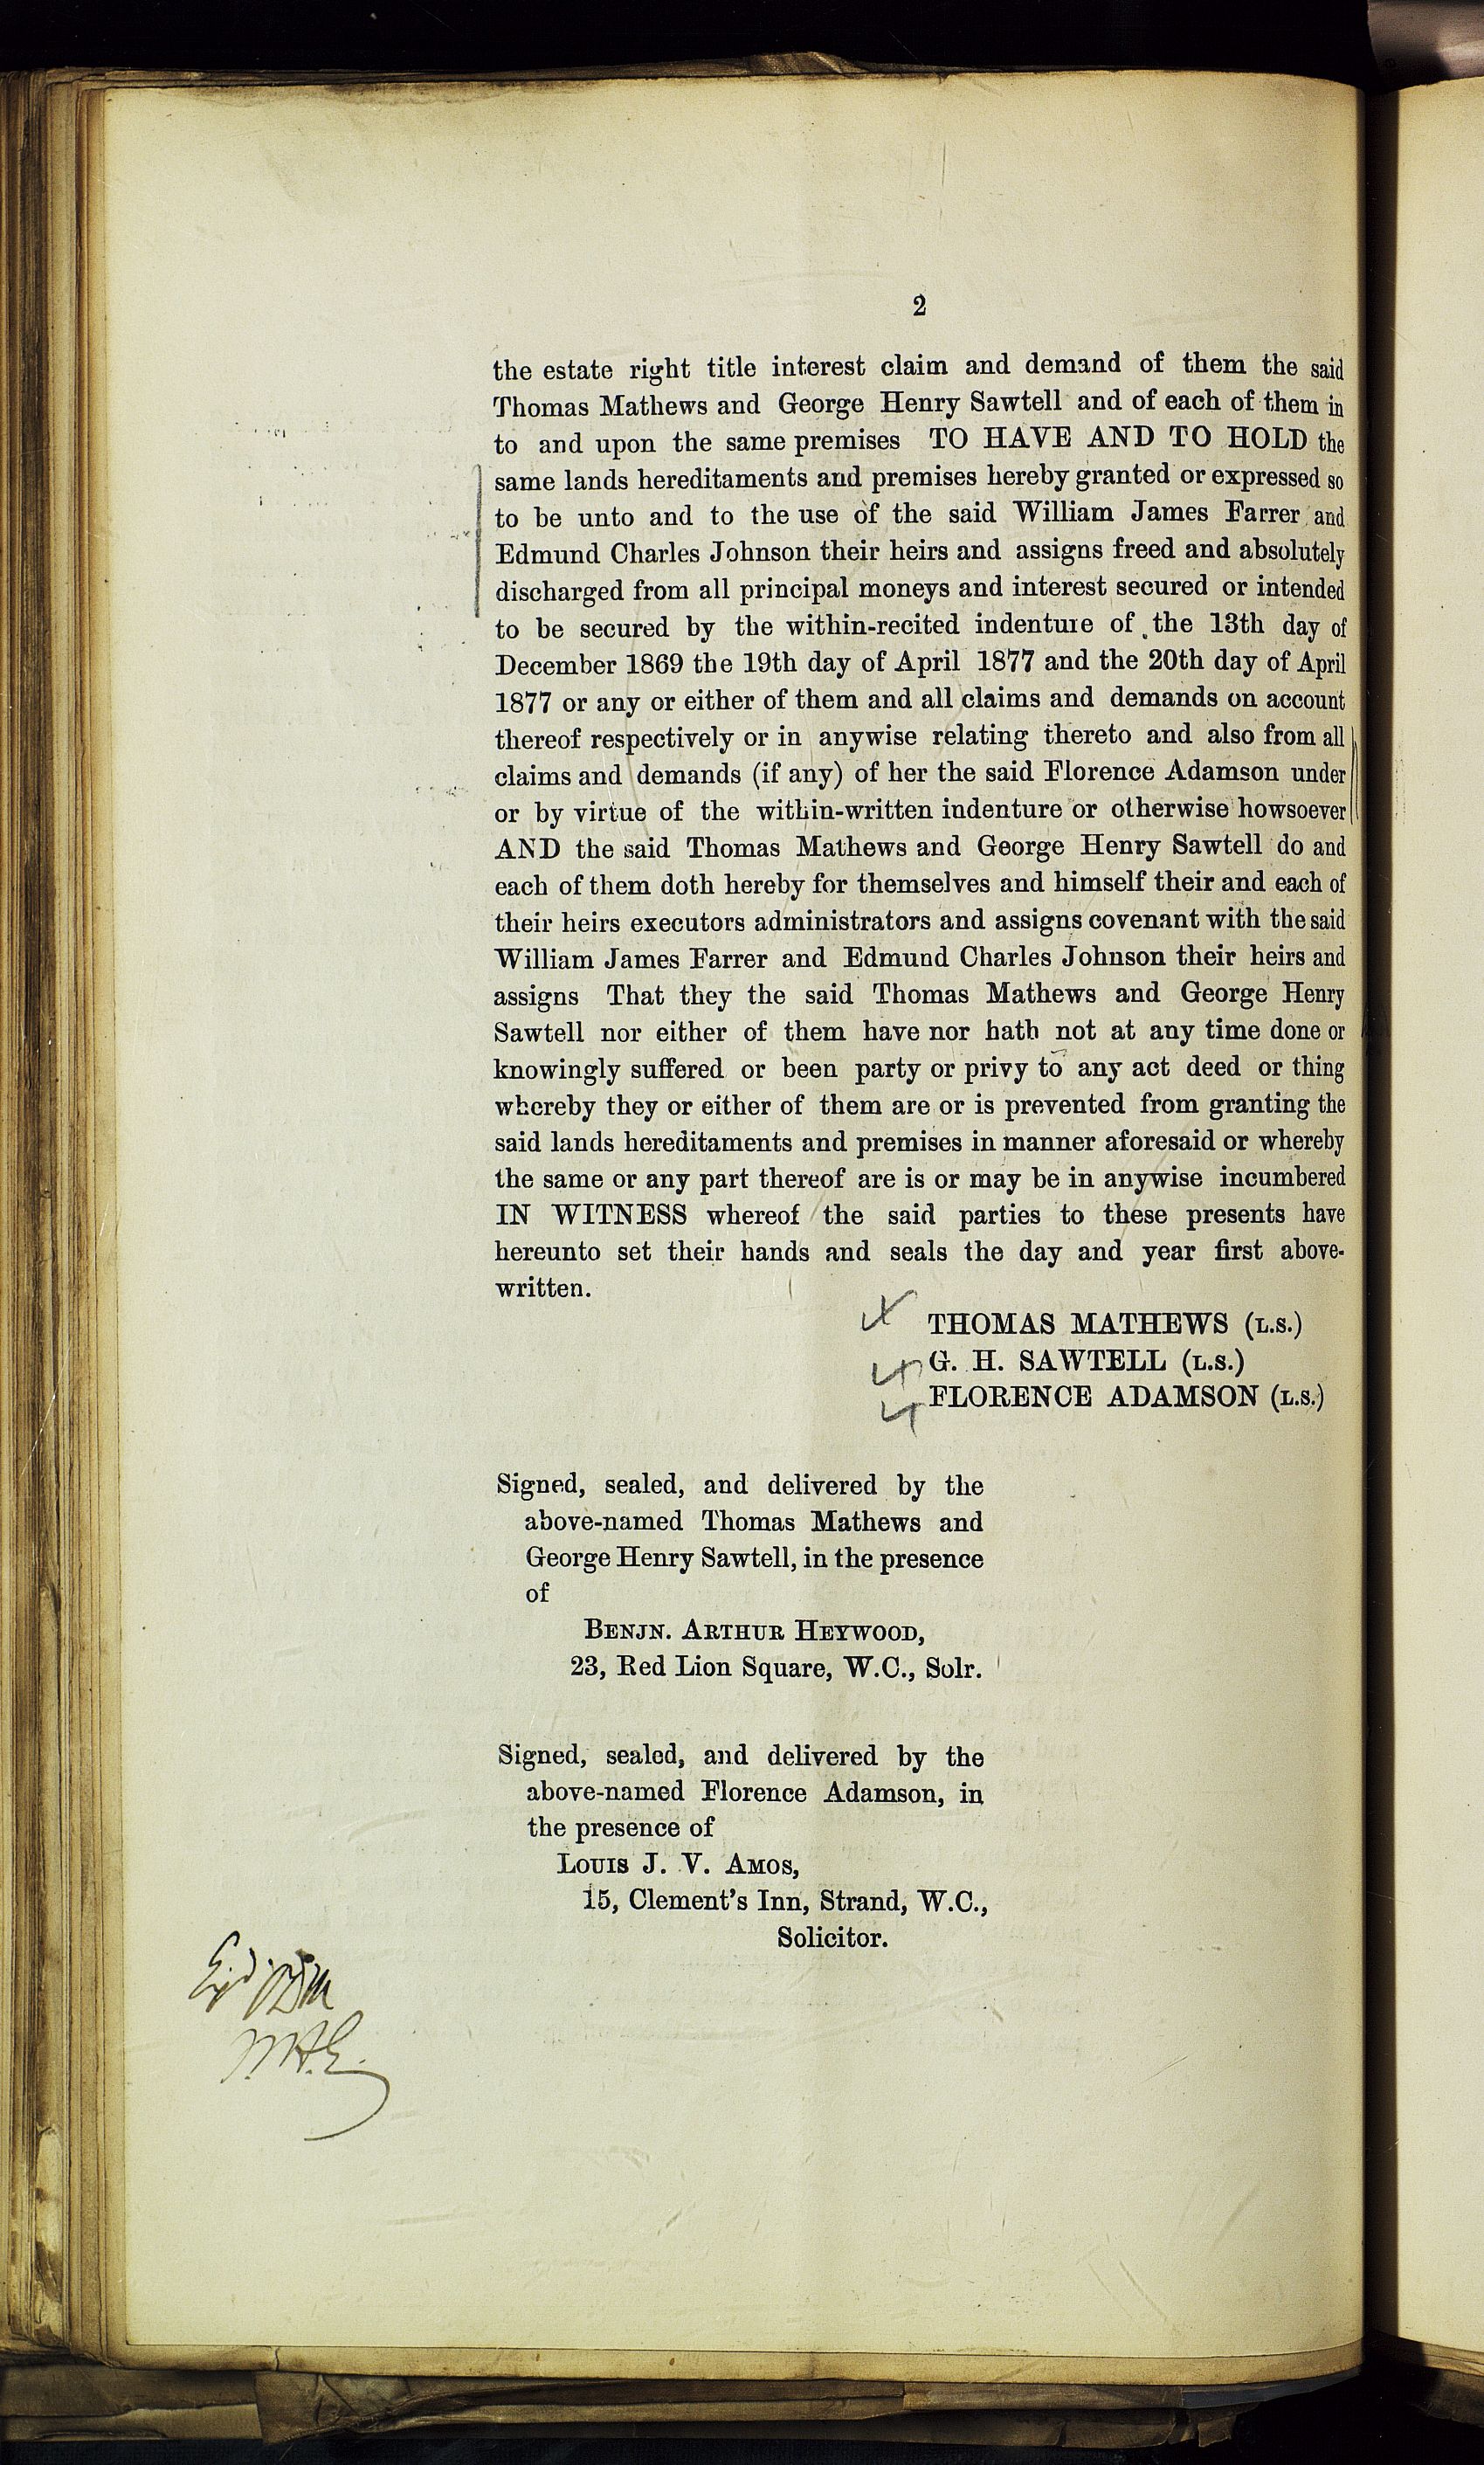 2
the estate right title interest claim and demand of them the said
Thomas Mathews and George Henry Sawtell and of each of them in
to and upon the same premises TO HAVE AND TO HOLD the
same lands hereditaments and premises hereby granted or expressed so
to be unto and to the use of the said William James Farrer and
Edmund Charles Johnson their heirs and assigns freed and absolutely
discharged from all principal moneys and interest secured or intended
to be secured by the within-recited indenture of the 13th day of
December 1869 the 19th day of April 1877 and the 20th day of April
1877 or any or either of them and all claims and demands on account
thereof respectively or in anywise relating thereto and also from all
claims and demands (if any) of her the said Florence Adamson under
or by virtue of the within-written indenture or otherwise howsoever
AND the said Thomas Mathews and George Henry Sawtell do and
each of them doth hereby for themselves and himself their and each of
their heirs executors administrators and assigns covenant with the said
William James Farrer and Edmund Charles Johnson their heirs and
assigns That they the said Thomas Mathews and George Henry
Sawtell nor either of them have nor hath not at any time done or
knowingly suffered or been party or privy to any act deed or thing
whereby they or either of them are or is prevented from granting the
said lands hereditaments and premises in manner aforesaid or whereby
the same or any part thereof are is or may be in anywise incumbered
IN WITNESS whereof the said parties to these presents have
hereunto set their hands and seals the day and year first above-
written.
THOMAS MATHEWS (L.S.)
G. H. SAWTELL (L.S.)
FLORENCE ADAMSON (L.S.)
Signed, sealed, and delivered by the
above-named Thomas Mathews and
George Henry Sawtell, in the presence
of
BENJN. ARTHUR HEYWOOD,
23, Red Lion Square, W.C., Solr.
Signed, sealed, and delivered by the
above-named Florence Adamson, in
the presence of
LOUIS J. V. AMOS,
15, Clement's Inn, Strand, W.C.,
Solicitor.